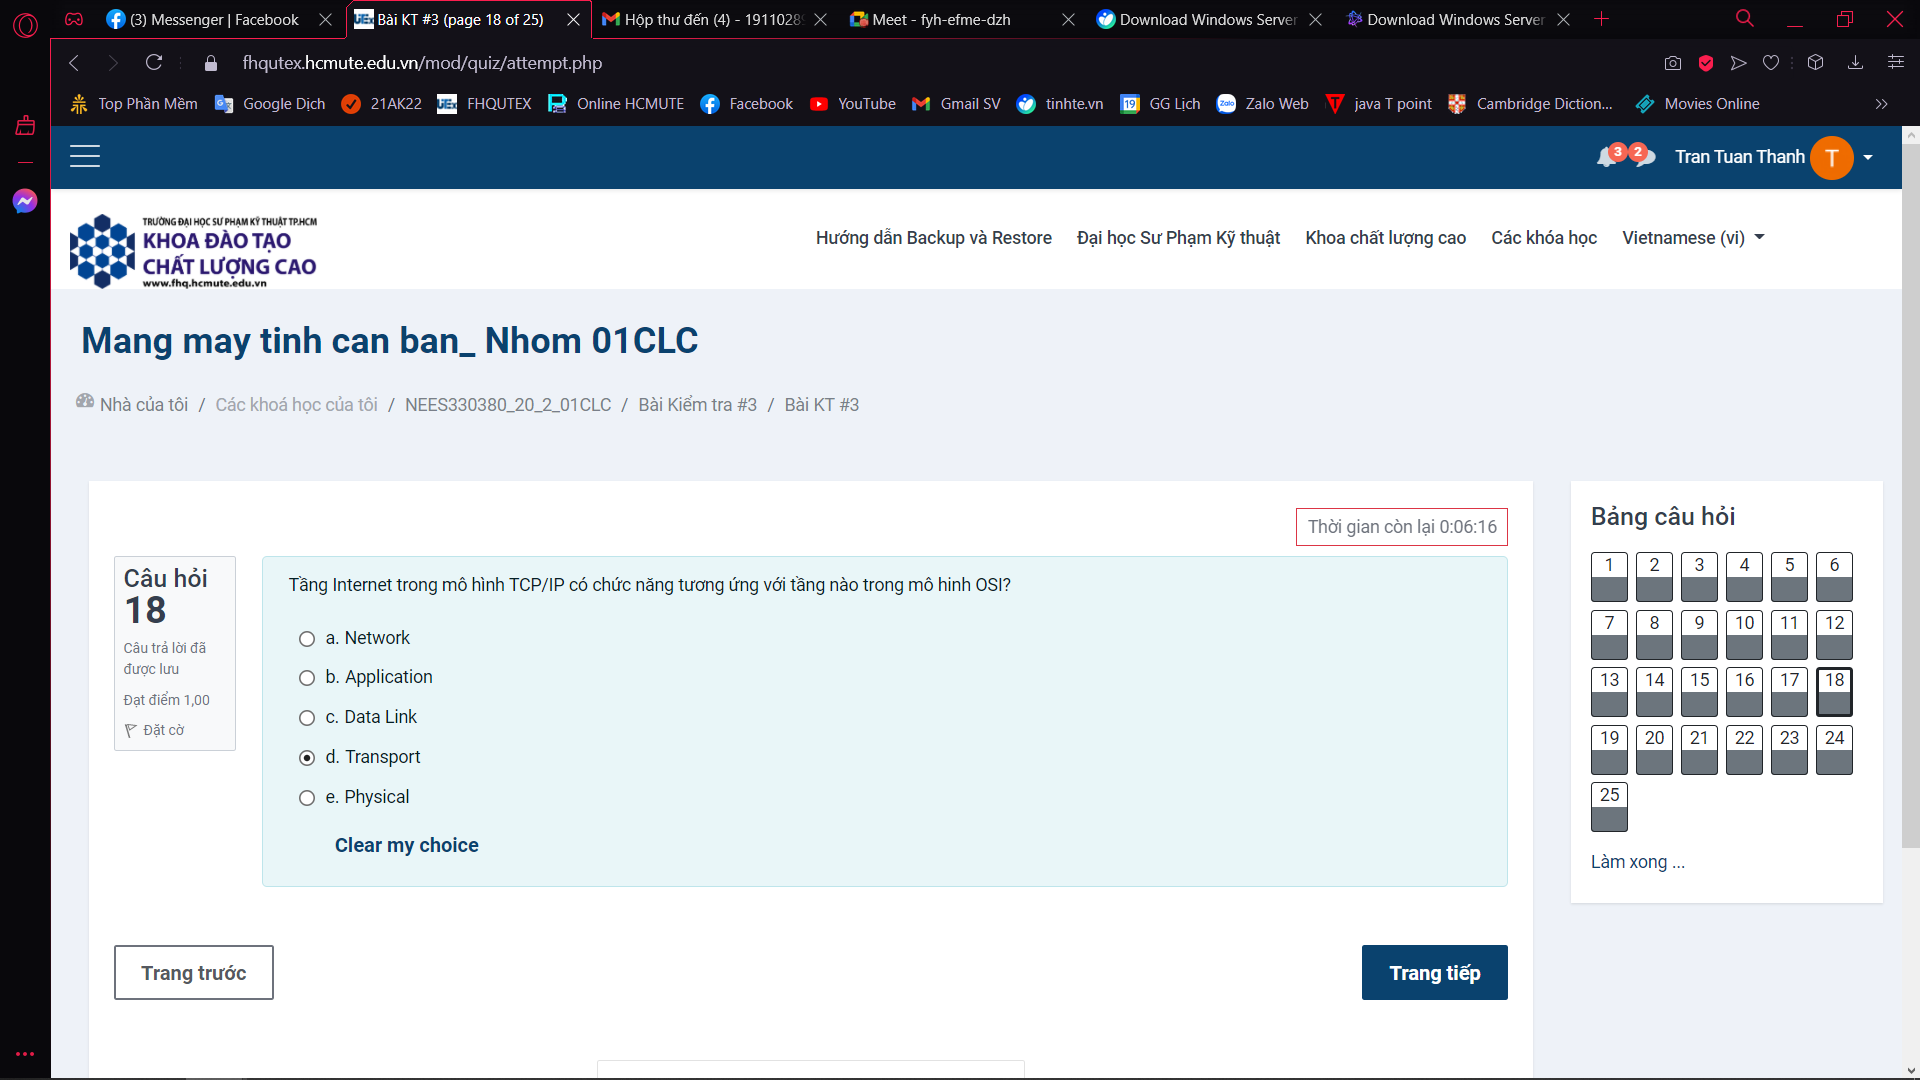 (3) Messenger | Facebook
Bài KT #3 (page 18 of 25)
Hộp thư đến (4) - 1911028
Meet - fyh-efme-dzh
Download Windows Server
Download Windows Server
fhqutex.hcmute.edu.vn/mod/quiz/attempt.php
Top Phần Mềm
Google Dịch
21AK22
FHQUTEX
Online HCMUTE
Facebook
YouTube
Gmail SV
tinhte.vn
19 GG Lịch
Zalo Zalo Web
java T point
Cambridge Diction...
Movies Online
3 2
Tran Tuan Thanh T
TRƯỜNG ĐẠI HỌC SƯ PHẠM KỸ THUẬT TP.HCM
KHOA ĐÀO TẠO
CHẤT LƯỢNG CAO
www.fhq.hcmute.edu.vn
Hướng dẫn Backup và Restore
Đại học Sư Phạm Kỹ thuật
Khoa chất lượng cao
Các khóa học
Vietnamese (vi)
Mang may tinh can ban_ Nhom 01CLC
Nhà của tôi / Các khoá học của tôi / NEES330380_20_2_01CLC / Bài Kiểm tra #3 / Bài KT #3
Thời gian còn lại 0:06:16
Câu hỏi
18
Câu trả lời đã
được lưu
Đạt điểm 1,00
Đặt cờ
Tầng Internet trong mô hình TCP/IP có chức năng tương ứng với tầng nào trong mô hinh OSI?
a. Network
b. Application
c. Data Link
d. Transport
e. Physical
Clear my choice
Trang trước
Trang tiếp
Bảng câu hỏi
1 2 3 4 5 6
7 8 9 10 11 12
13 14 15 16 17 18
19 20 21 22 23 24
25
Làm xong ...